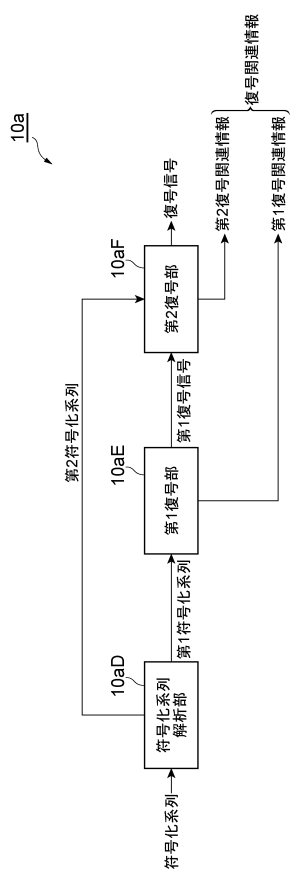 10a
第2符号化系列
10aD
10aE
10aF
符号化系列
符号化系列
解析部
第1符号化系列
第1復号部
第1復号信号
第2復号部
復号信号
第2復号関連情報
第1復号関連情報
復号関連情報